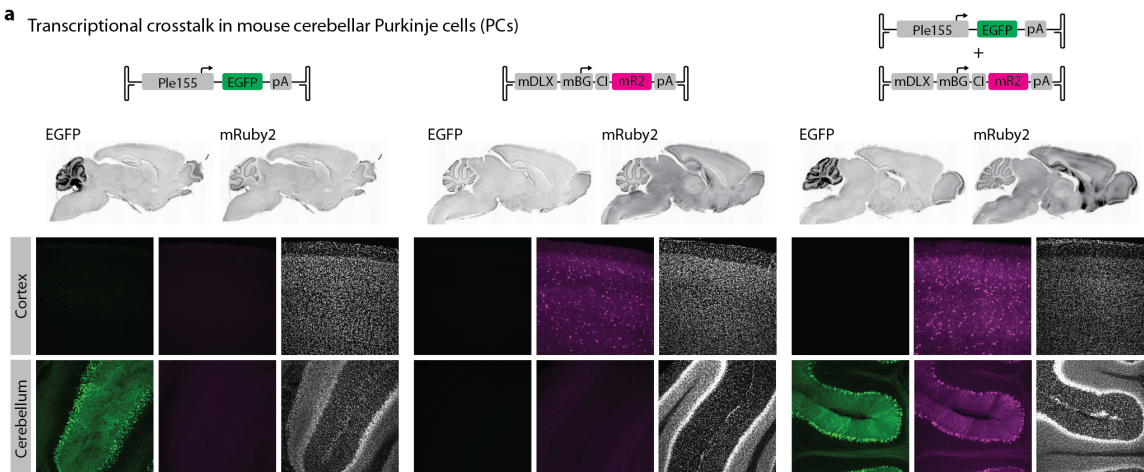 a Transcriptional crosstalk in mouse cerebellar Purkinje cells (PCs)
Ple155 EGFP pA
+
mDLX mBG CI mR2 pA
Ple155 EGFP pA
mDLX mBG CI mR2 pA
EGFP mRuby2
EGFP mRuby2
EGFP mRuby2
Cortex
Cerebellum